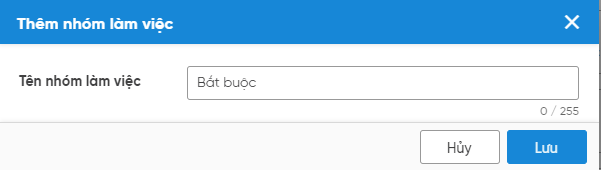 Thêm nhóm làm việc
Tên nhóm làm việc
Bắt buộc
0 / 255
Hủy
Lưu